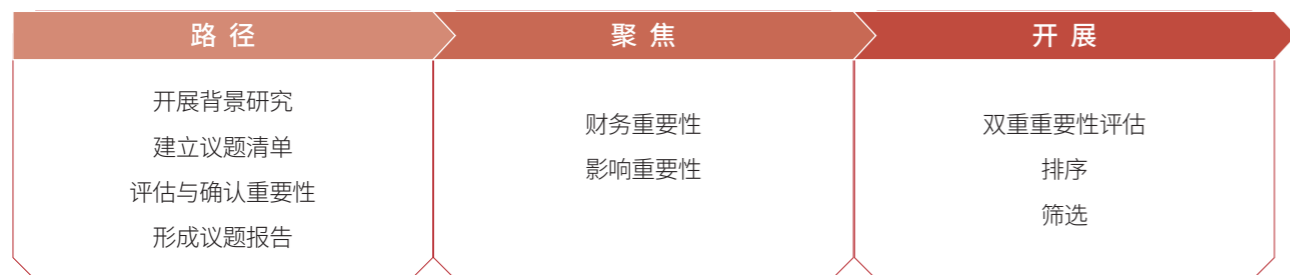 路径
开展背景研究
建立议题清单
评估与确认重要性
形成议题报告
聚焦
财务重要性
影响重要性
开展
双重重要性评估
排序
筛选